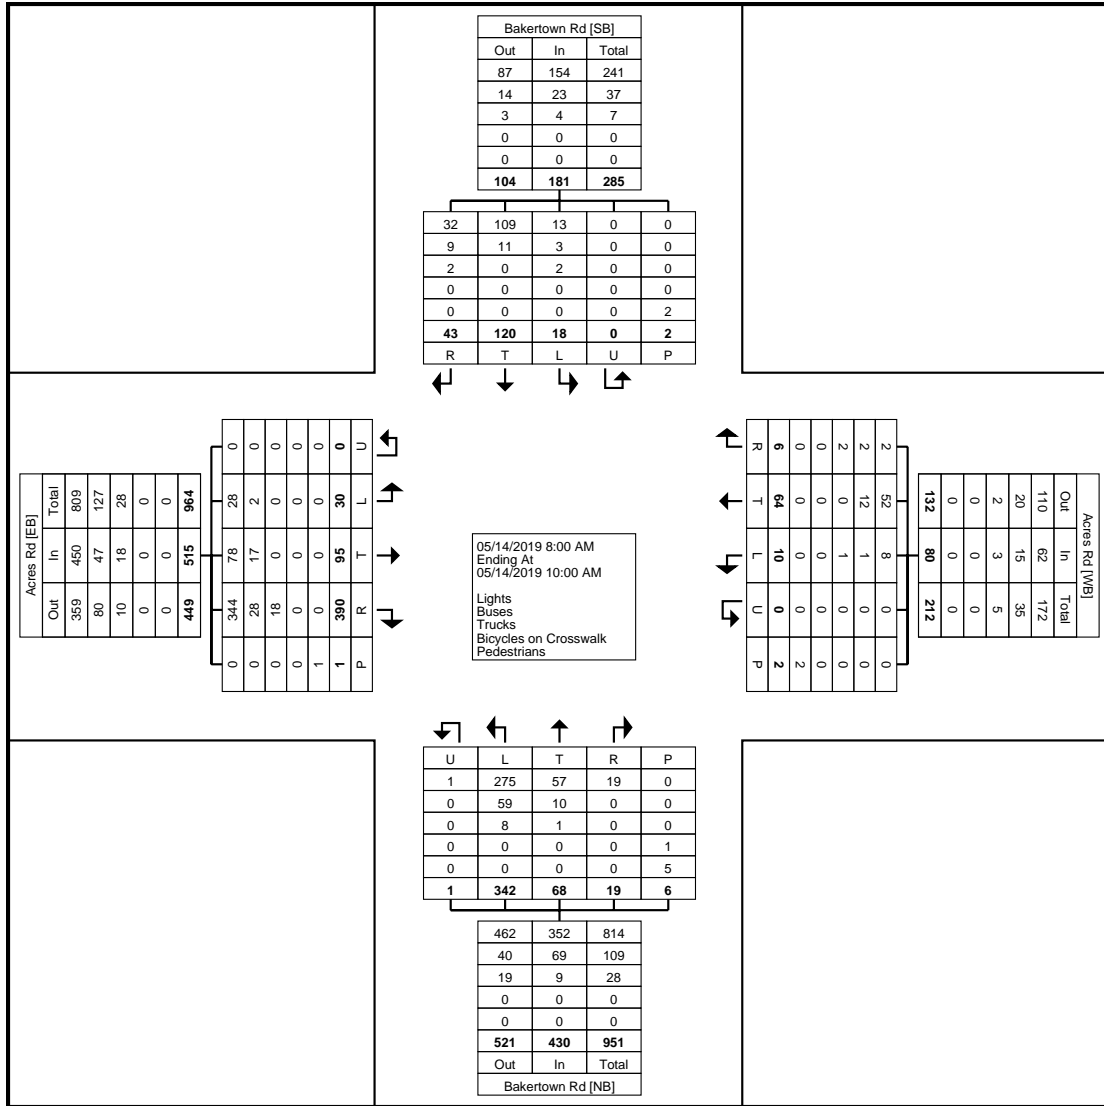 Bakertown Rd [SB]
Out In Total
87 154 241
14 23 37
3 4 7
0 0 0
0 0 0
104 181 285
32 109 13 0 0
9 11 3 0 0
2 0 2 0 0
0 0 0 0 0
0 0 0 0 2
43 120 18 0 2
R T L U P
U L T R P
0 30 95 390 1
0 0 0 0 1
0 0 0 0 0
0 0 0 18 0
0 2 17 28 0
0 28 78 344 0
964 515 449
0 0 0
0 0 0
28 18 10
127 47 80
809 450 359
Total In Out
Acres Rd [EB]
05/14/2019 8:00 AM
Ending At
05/14/2019 10:00 AM
Lights
Buses
Trucks
Bicycles on Crosswalk
Pedestrians
Acres Rd [WB]
Out In Total
110 62 172
20 15 35
2 3 5
0 0 0
0 0 0
132 80 212
2 52 8 0 0
2 12 1 0 0
2 0 1 0 0
0 0 0 0 0
0 0 0 0 2
6 64 10 0 2
R T L U P
U L T R P
1 275 57 19 0
0 59 10 0 0
0 8 1 0 0
0 0 0 0 1
0 0 0 0 5
1 342 68 19 6
462 352 814
40 69 109
19 9 28
0 0 0
0 0 0
521 430 951
Out In Total
Bakertown Rd [NB]